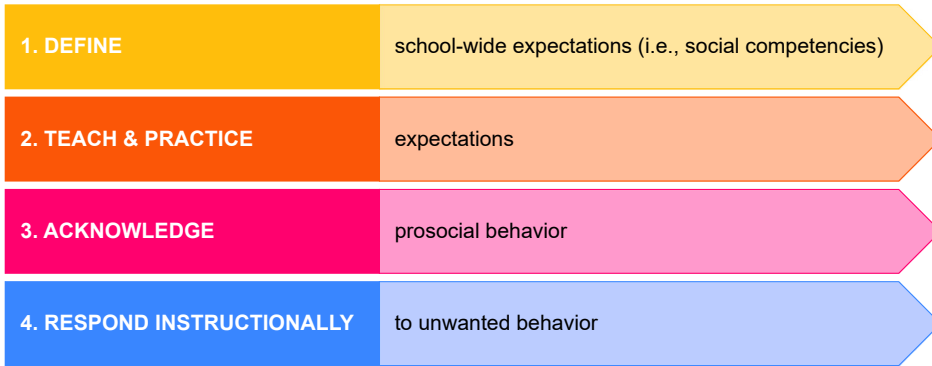 1. DEFINE school-wide expectations (i.e., social competencies)
2. TEACH & PRACTICE expectations
3. ACKNOWLEDGE prosocial behavior
4. RESPOND INSTRUCTIONALLY to unwanted behavior